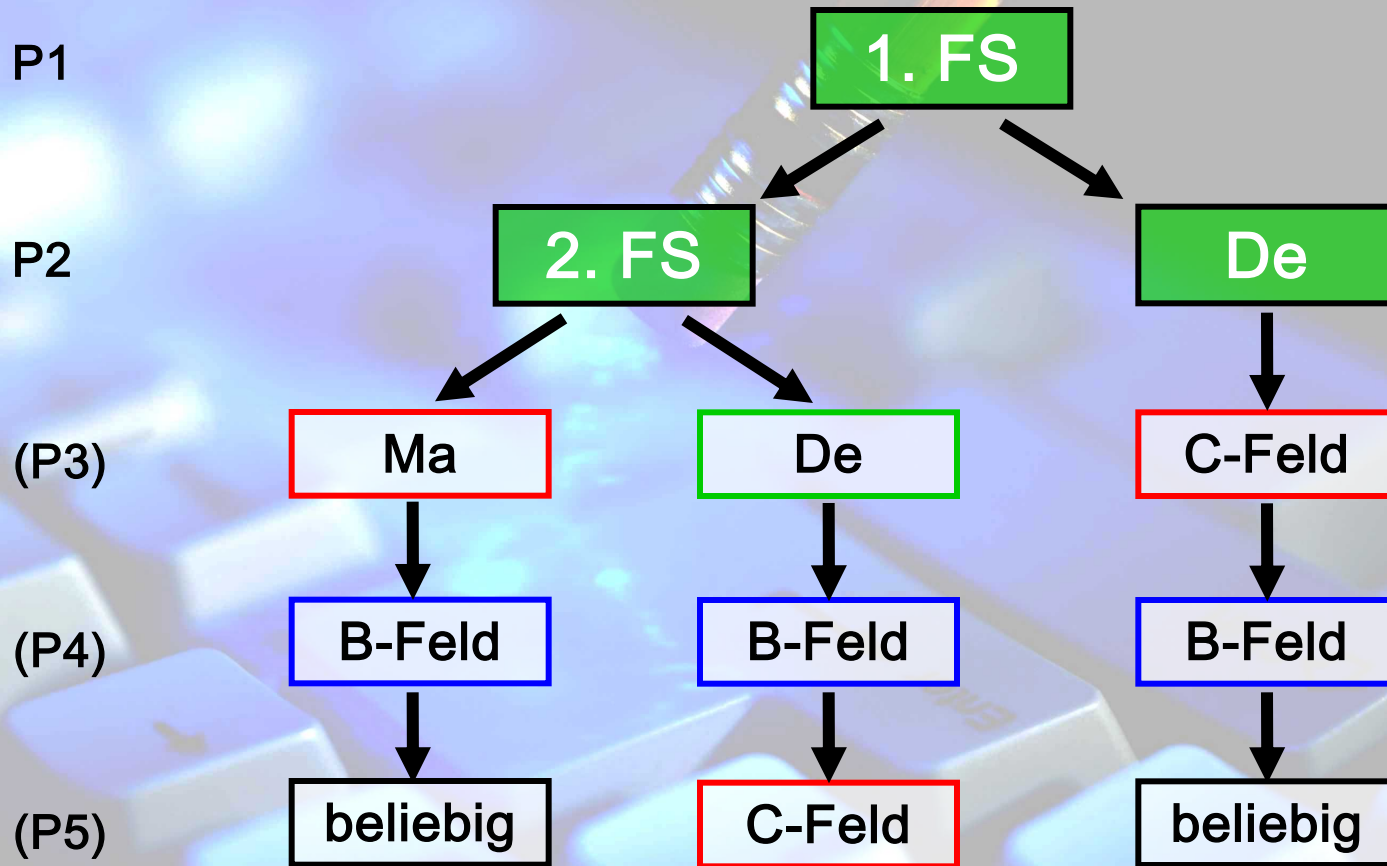 P1 1. FS
P2 2. FS De
(P3) Ma De C-Feld
(P4) B-Feld B-Feld B-Feld
(P5) beliebig C-Feld beliebig
Enter